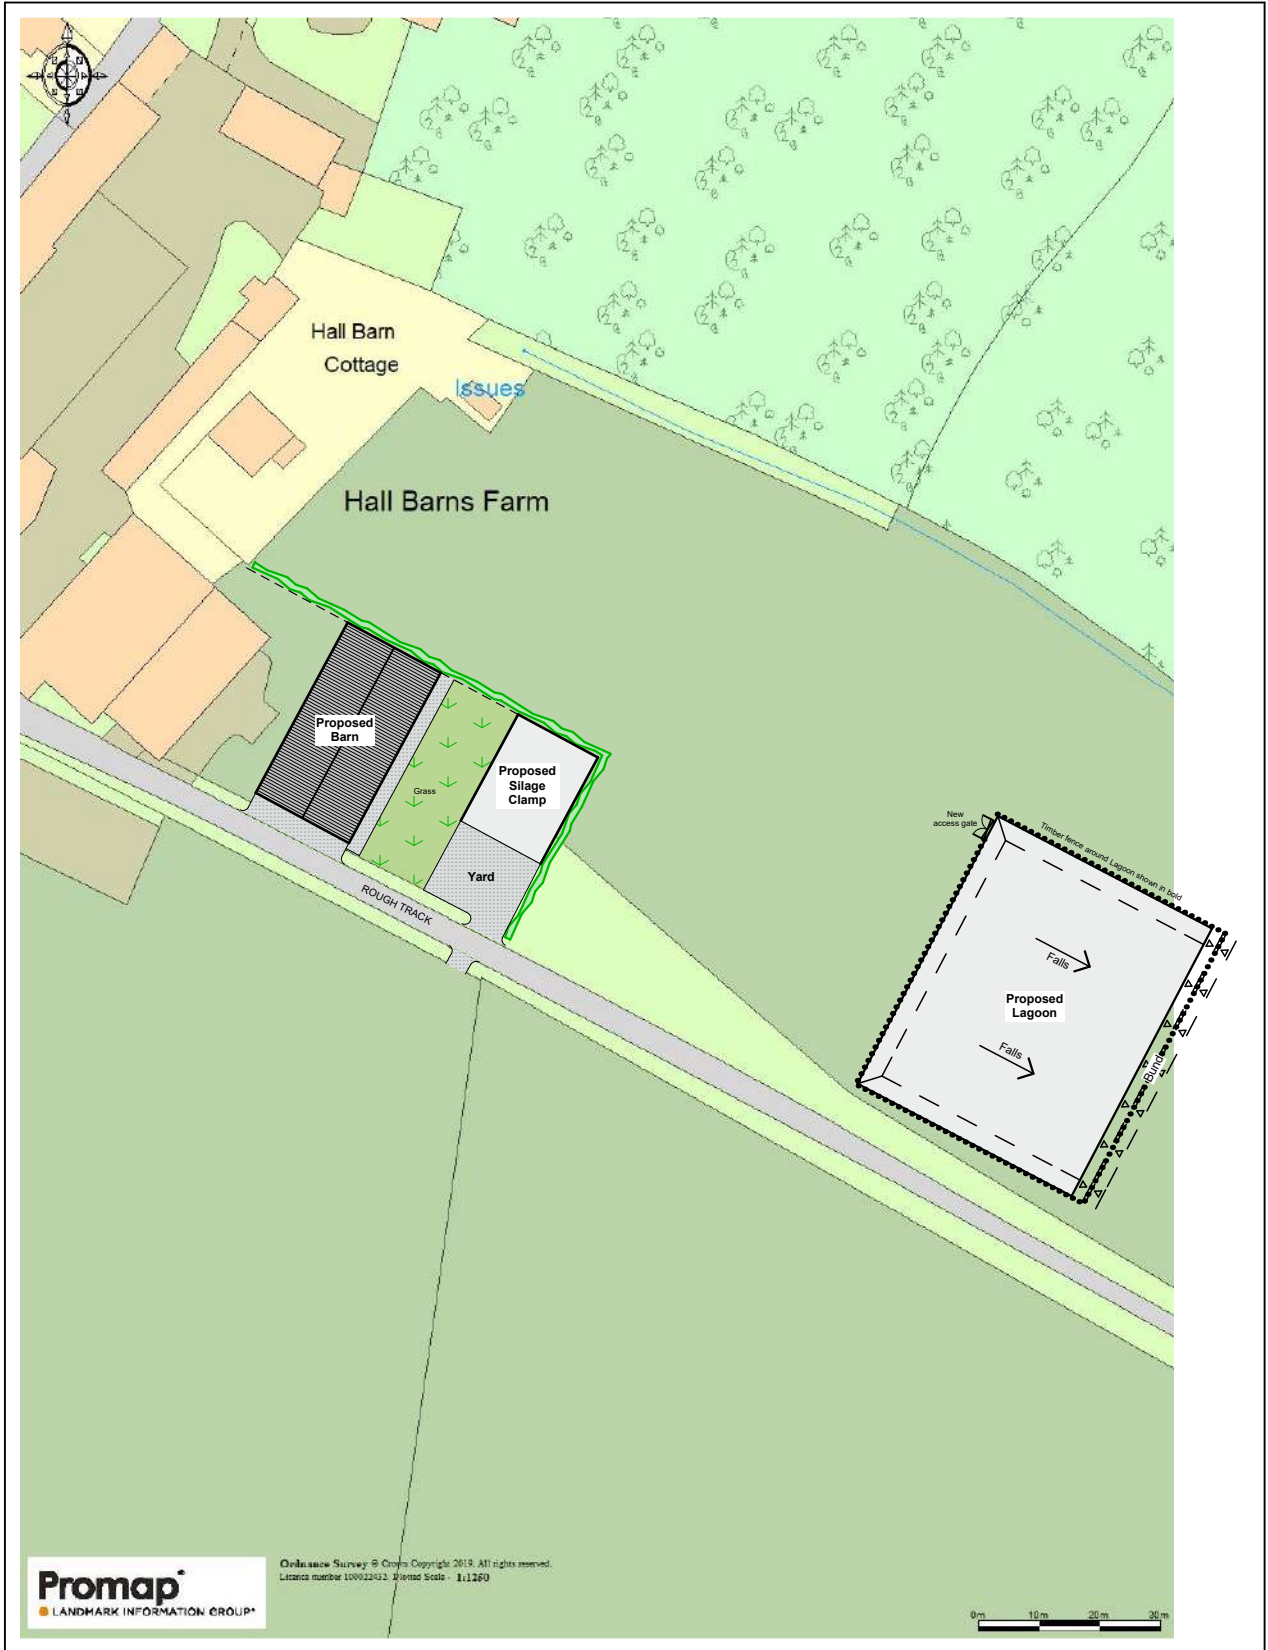 Hall Barn
Cottage
Issues
Hall Barns Farm
Proposed
Barn
Grass
Proposed
Silage
Clamp
Yard
ROUGH TRACK
New
access gate
Timber fence around Lagoon shown in bold
Falls
Proposed
Lagoon
Falls
Bund
Promap
LANDMARK INFORMATION GROUP
Ordnance Survey © Crown Copyright 2019. All rights reserved.
Licence number 100022432. Plotted Scale - 1:1250
0m 10m 20m 30m